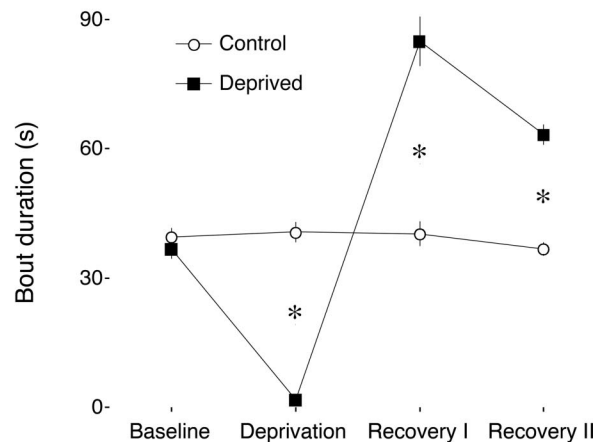 90
Control
Deprived
60
Bout duration (s)
*
*
30
*
0
Baseline Deprivation Recovery I Recovery II